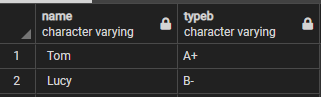 name typeb
character varying character varying
1 Tom A+
2 Lucy B-